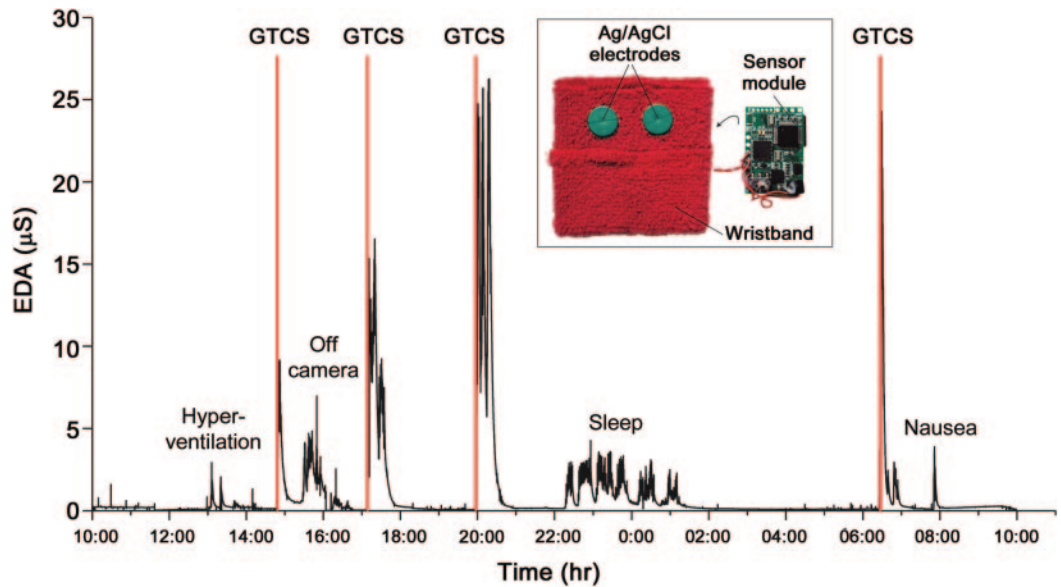 30
25
20
15
10
5
0
EDA (µS)
GTCS
GTCS
GTCS
GTCS
Hyper-
ventilation
Off
camera
Sleep
Nausea
Ag/AgCl
electrodes
Sensor
module
Wristband
10:00
12:00
14:00
16:00
18:00
20:00
22:00
0:00
02:00
04:00
06:00
08:00
10:00
Time (hr)